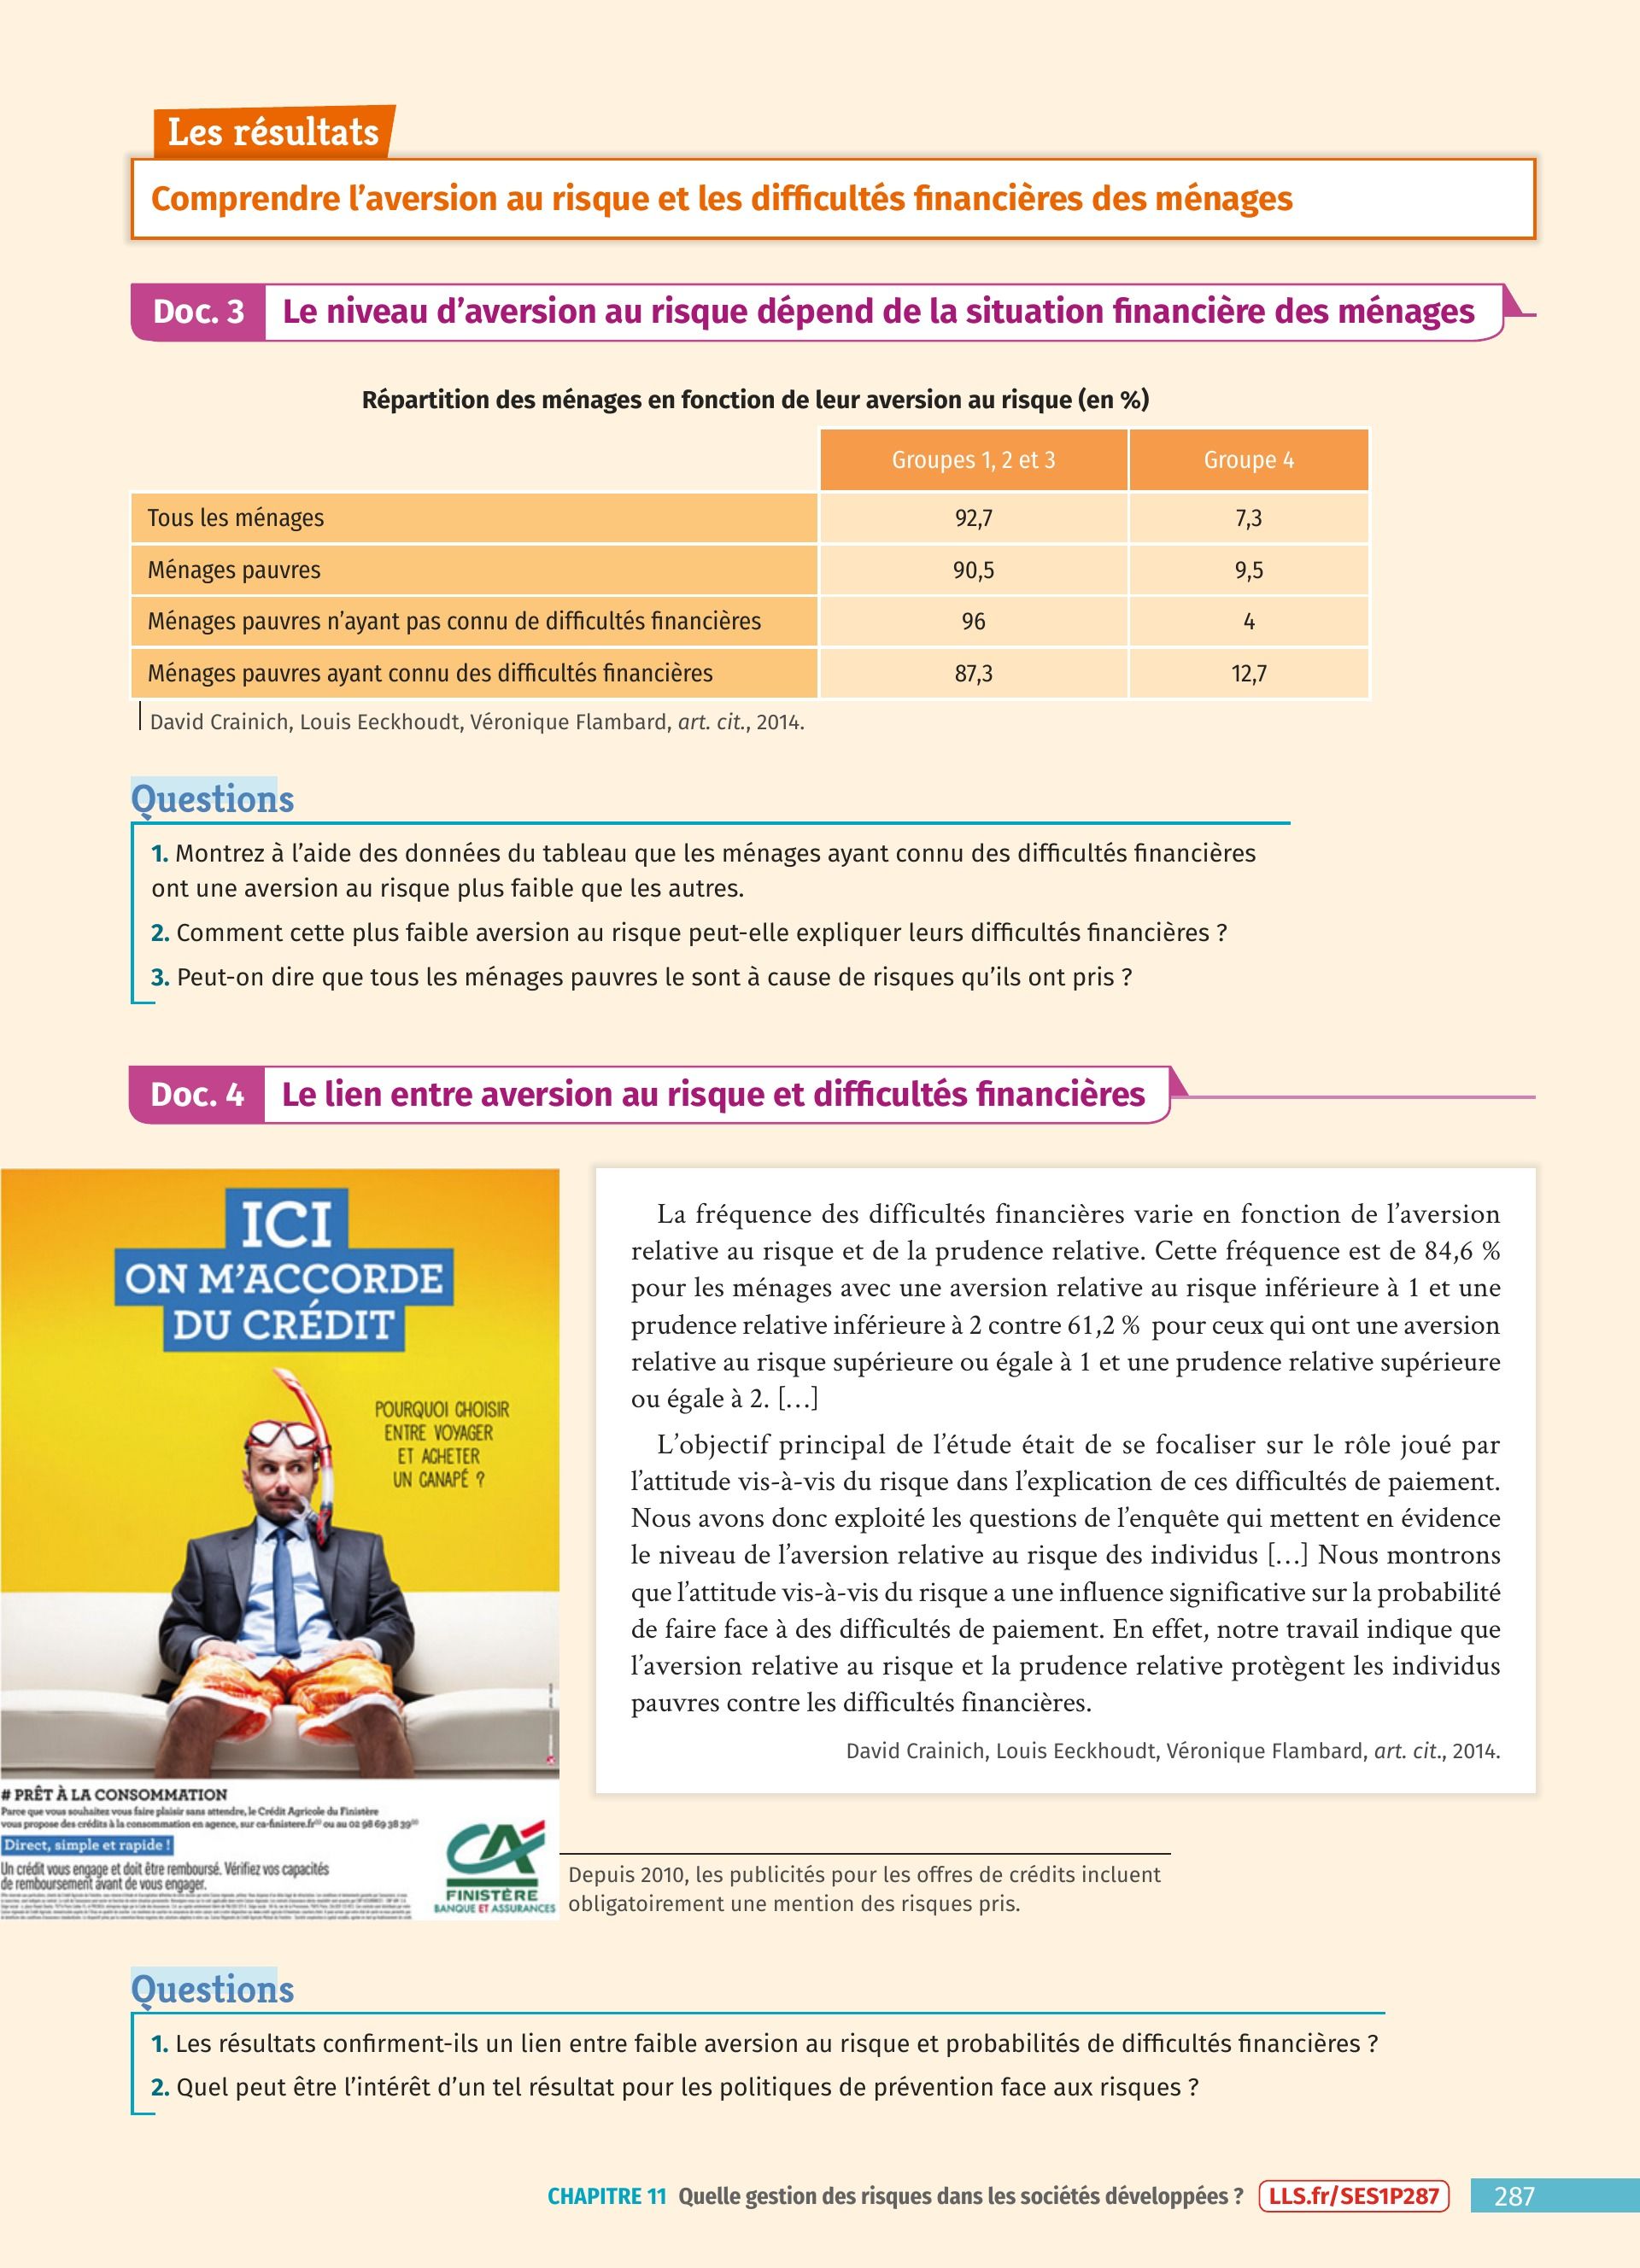 Les résultats
Comprendre l'aversion au risque et les difficultés financières des ménages
Doc. 3 Le niveau d'aversion au risque dépend de la situation financière des ménages
Répartition des ménages en fonction de leur aversion au risque (en %)
Groupes 1, 2 et 3 Groupe 4
Tous les ménages 92,7 7,3
Ménages pauvres 90,5 9,5
Ménages pauvres n'ayant pas connu de difficultés financières 96 4
Ménages pauvres ayant connu des difficultés financières 87,3 12,7
David Crainich, Louis Eeckhoudt, Véronique Flambard, art. cit., 2014.
Questions
1. Montrez à l'aide des données du tableau que les ménages ayant connu des difficultés financières
ont une aversion au risque plus faible que les autres.
2. Comment cette plus faible aversion au risque peut-elle expliquer leurs difficultés financières ?
3. Peut-on dire que tous les ménages pauvres le sont à cause de risques qu'ils ont pris ?
Doc. 4 Le lien entre aversion au risque et difficultés financières
ICI
ON M'ACCORDE
DU CRÉDIT
POURQUOI CHOISIR
ENTRE VOYAGER
ET ACHETER
UN CANAPÉ ?
# PRÊT À LA CONSOMMATION
Parce que vous souhaitez vous faire plaisir sans attendre, le Crédit Agricole du Finistère
vous propose des crédits à la consommation en agence, sur ca-finistere.fr ou au 02 98 69 38 39
Direct, simple et rapide !
Un crédit vous engage et doit être remboursé. Vérifiez vos capacités
de remboursement avant de vous engager.
CA
FINISTÈRE
BANQUE ET ASSURANCES
La fréquence des difficultés financières varie en fonction de l'aversion
relative au risque et de la prudence relative. Cette fréquence est de 84,6 %
pour les ménages avec une aversion relative au risque inférieure à 1 et une
prudence relative inférieure à 2 contre 61,2 % pour ceux qui ont une aversion
relative au risque supérieure ou égale à 1 et une prudence relative supérieure
ou égale à 2. […]
L'objectif principal de l'étude était de se focaliser sur le rôle joué par
l'attitude vis-à-vis du risque dans l'explication de ces difficultés de paiement.
Nous avons donc exploité les questions de l'enquête qui mettent en évidence
le niveau de l'aversion relative au risque des individus […] Nous montrons
que l'attitude vis-à-vis du risque a une influence significative sur la probabilité
de faire face à des difficultés de paiement. En effet, notre travail indique que
l'aversion relative au risque et la prudence relative protègent les individus
pauvres contre les difficultés financières.
David Crainich, Louis Eeckhoudt, Véronique Flambard, art. cit., 2014.
Depuis 2010, les publicités pour les offres de crédits incluent
obligatoirement une mention des risques pris.
Questions
1. Les résultats confirment-ils un lien entre faible aversion au risque et probabilités de difficultés financières ?
2. Quel peut être l'intérêt d'un tel résultat pour les politiques de prévention face aux risques ?
CHAPITRE 11 Quelle gestion des risques dans les sociétés développées ? LLS.fr/SES1P287 287